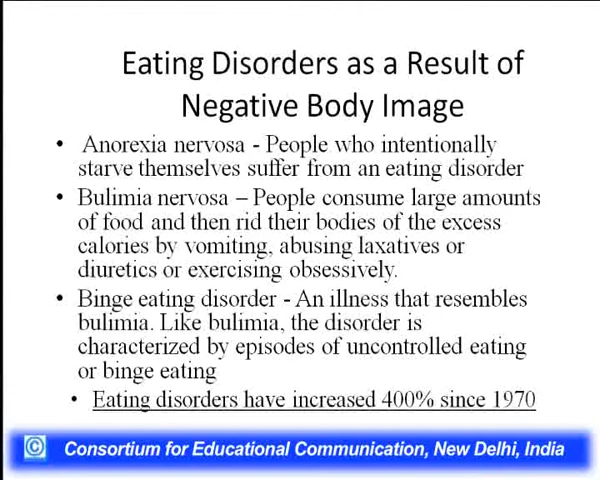 Eating Disorders as a Result of
Negative Body Image
• Anorexia nervosa - People who intentionally
starve themselves suffer from an eating disorder
• Bulimia nervosa – People consume large amounts
of food and then rid their bodies of the excess
calories by vomiting, abusing laxatives or
diuretics or exercising obsessively.
• Binge eating disorder - An illness that resembles
bulimia. Like bulimia, the disorder is
characterized by episodes of uncontrolled eating
or binge eating
• Eating disorders have increased 400% since 1970
© Consortium for Educational Communication, New Delhi, India